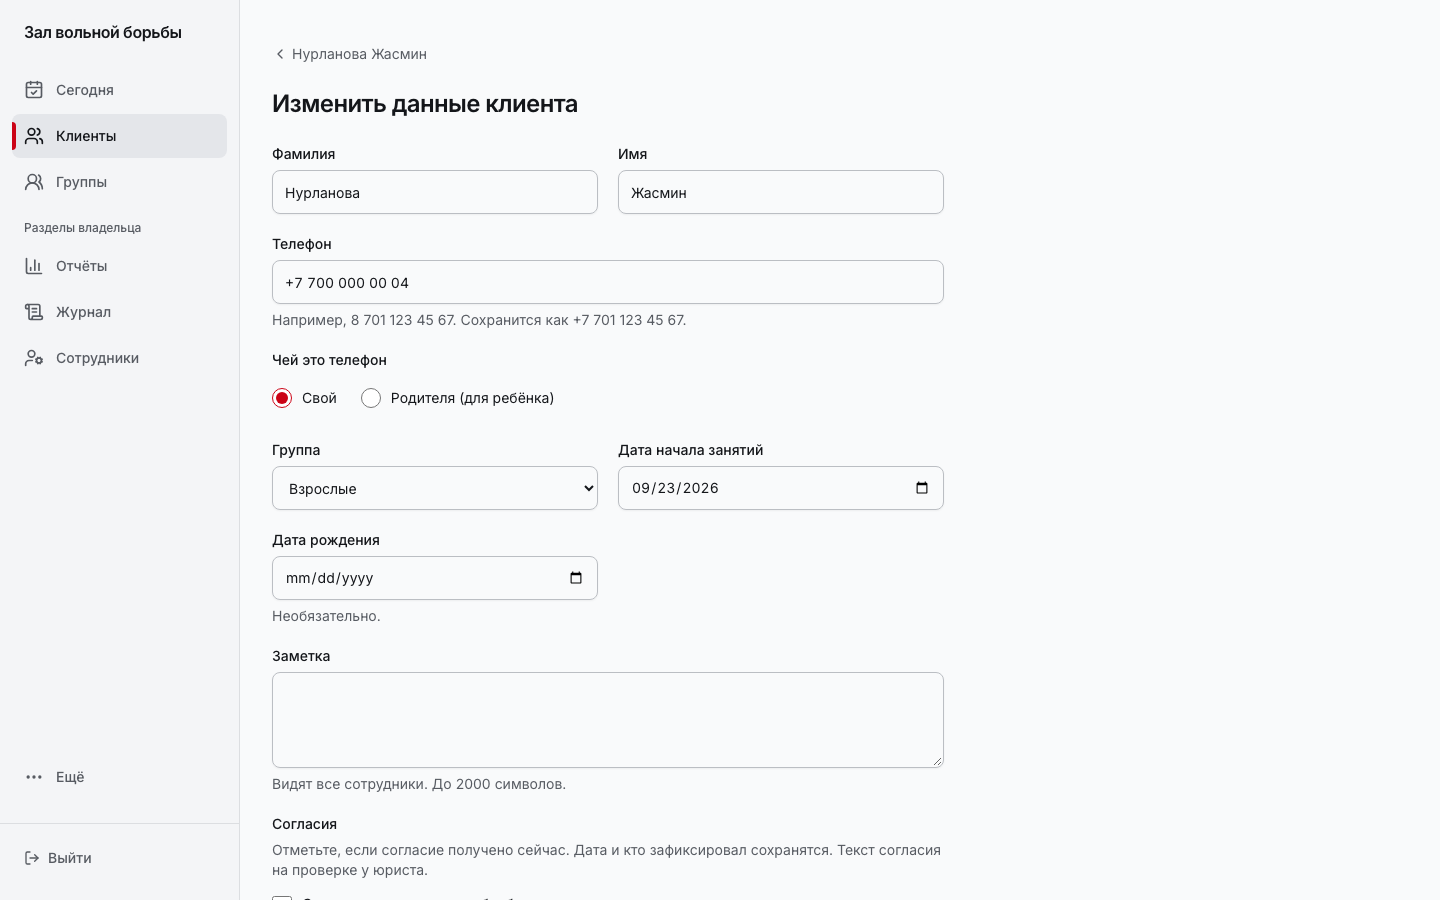 Зал вольной борьбы
Сегодня
Клиенты
Группы
Разделы владельца
Отчёты
Журнал
Сотрудники
Ещё
Выйти
Нурланова Жасмин
Изменить данные клиента
Фамилия
Имя
Нурланова
Жасмин
Телефон
+7 700 000 00 04
Например, 8 701 123 45 67. Сохранится как +7 701 123 45 67.
Чей это телефон
Свой
Родителя (для ребёнка)
Группа
Дата начала занятий
Взрослые
09/23/2026
Дата рождения
mm/dd/yyyy
Необязательно.
Заметка
Видят все сотрудники. До 2000 символов.
Согласия
Отметьте, если согласие получено сейчас. Дата и кто зафиксировал сохранятся. Текст согласия
на проверке у юриста.